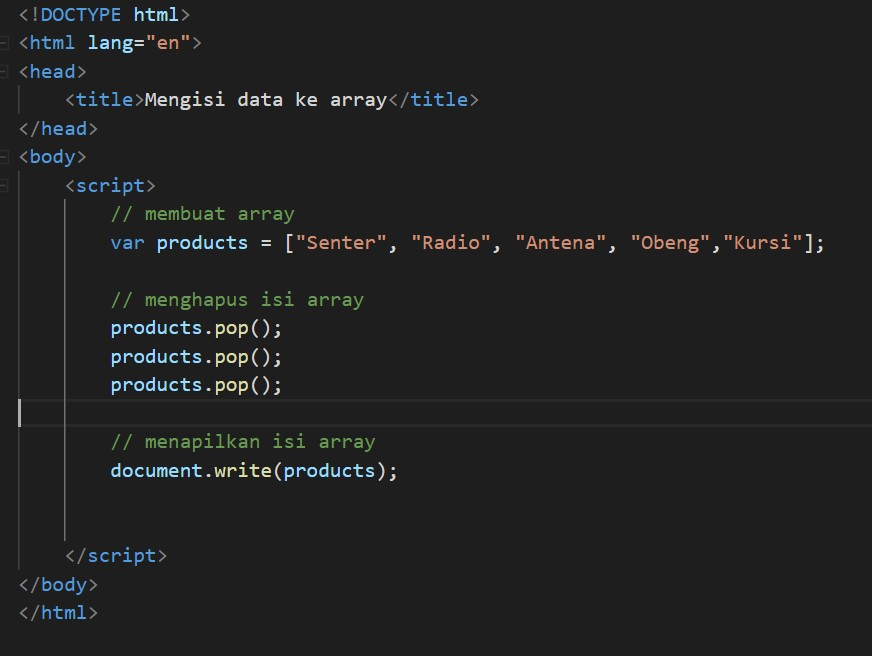 <!DOCTYPE html>
<html lang="en">
<head>
    <title>Mengisi data ke array</title>
</head>
<body>
    <script>
        // membuat array
        var products = ["Senter", "Radio", "Antena", "Obeng","Kursi"];
        // menghapus isi array
        products.pop();
        products.pop();
        products.pop();
        // menapilkan isi array
        document.write(products);
    </script>
</body>
</html>